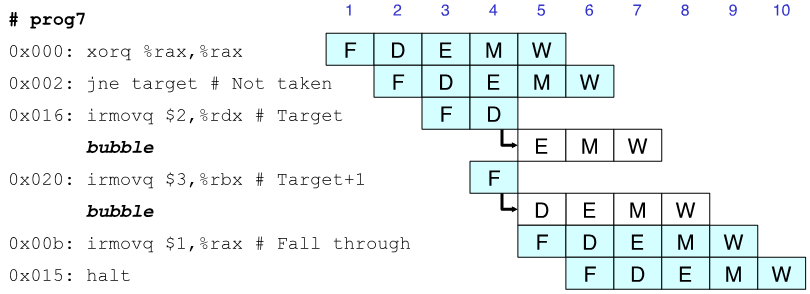 # prog7 1 2 3 4 5 6 7 8 9 10
0x000: xorq %rax,%rax F D E M W
0x002: jne target # Not taken F D E M W
0x016: irmovq $2,%rdx # Target F D
bubble E M W
0x020: irmovq $3,%rbx # Target+1 F
bubble D E M W
0x00b: irmovq $1,%rax # Fall through F D E M W
0x015: halt F D E M W